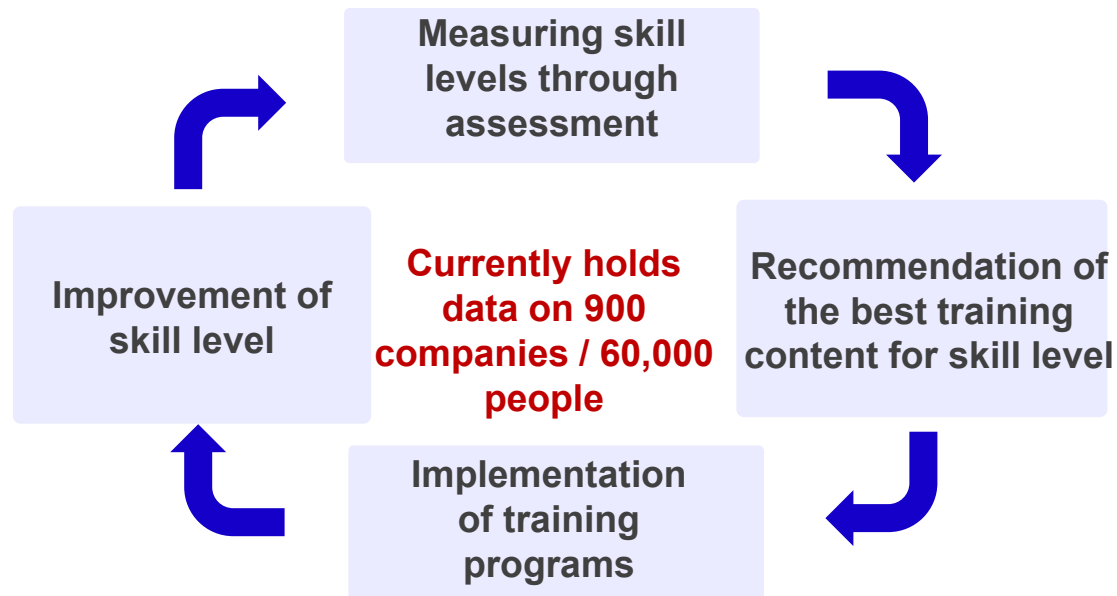 Measuring skill
levels through
assessment
Recommendation of
the best training
content for skill level
Implementation
of training
programs
Improvement of
skill level
Currently holds
data on 900
companies / 60,000
people